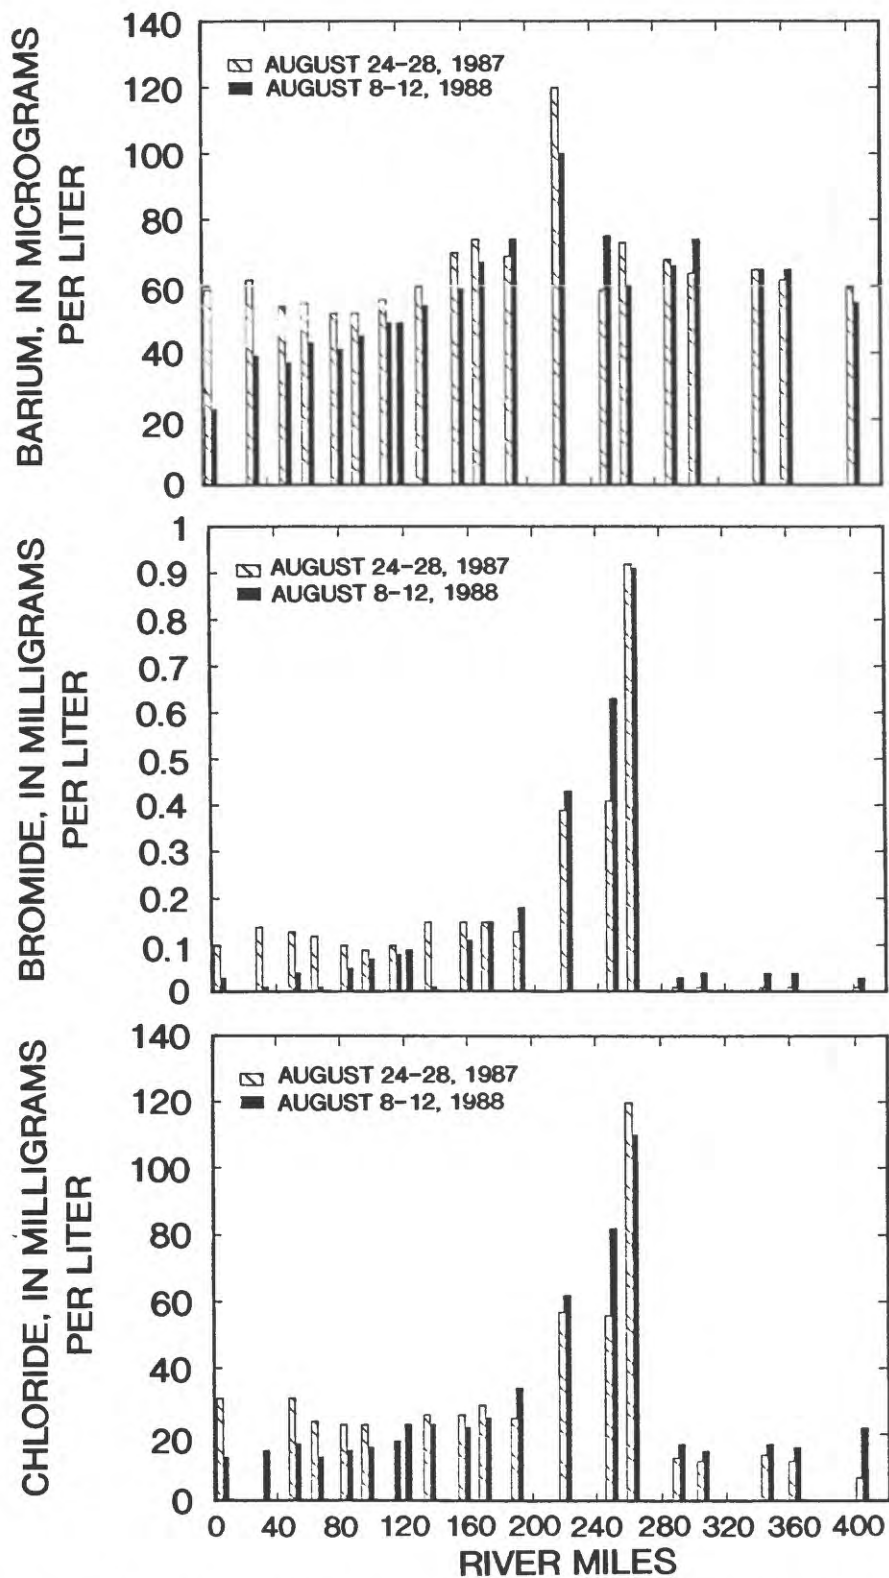 BARIUM, IN MICROGRAMS
PER LITER
140
120
100
80
60
40
20
0
AUGUST 24-28, 1987
AUGUST 8-12, 1988
BROMIDE, IN MILLIGRAMS
PER LITER
1
0.9
0.8
0.7
0.6
0.5
0.4
0.3
0.2
0.1
0
AUGUST 24-28, 1987
AUGUST 8-12, 1988
CHLORIDE, IN MILLIGRAMS
PER LITER
140
120
100
80
60
40
20
0
AUGUST 24-28, 1987
AUGUST 8-12, 1988
0 40 80 120 160 200 240 280 320 360 400
RIVER MILES